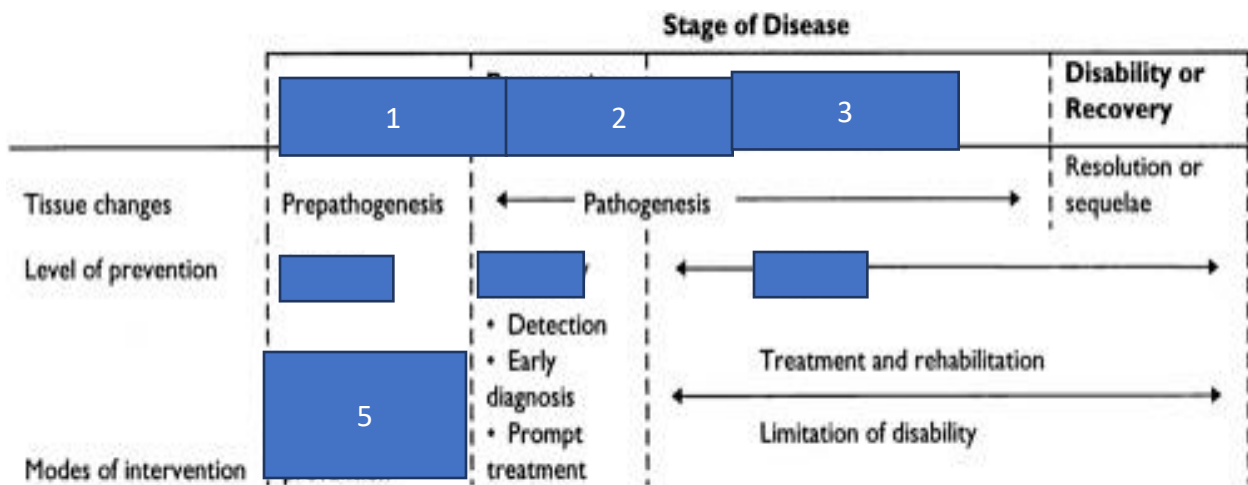 Stage of Disease
1
2
3
Disability or
Recovery
Tissue changes
Prepathogenesis
Pathogenesis
Resolution or
sequelae
Level of prevention
• Detection
• Early
diagnosis
• Prompt
treatment
5
Treatment and rehabilitation
Limitation of disability
Modes of intervention